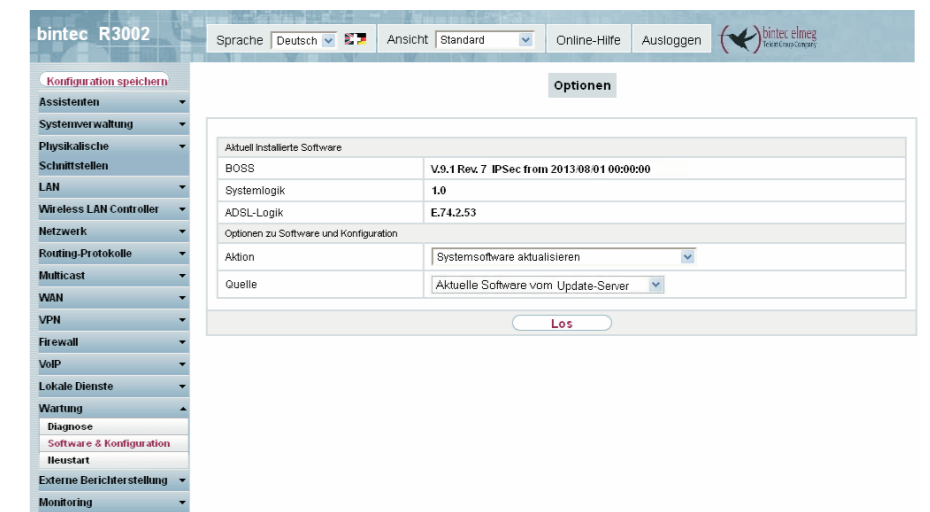 bintec R3002
Sprache Deutsch Ansicht Standard Online-Hilfe Ausloggen bintec elmeg
Teldat Group Company
Konfiguration speichern
Optionen
Assistenten
Systemverwaltung
Physikalische
Schnittstellen
LAN
Wireless LAN Controller
Netzwerk
Routing-Protokolle
Multicast
WAN
VPN
Firewall
VoIP
Lokale Dienste
Wartung
Diagnose
Software & Konfiguration
Neustart
Externe Berichterstellung
Monitoring
Aktuell Installierte Software
BOSS V.9.1 Rev. 7 IPSec from 2013/08/01 00:00:00
Systemlogik 1.0
ADSL-Logik E.74.2.53
Optionen zu Software und Konfiguration
Aktion Systemsoftware aktualisieren
Quelle Aktuelle Software vom Update-Server
Los